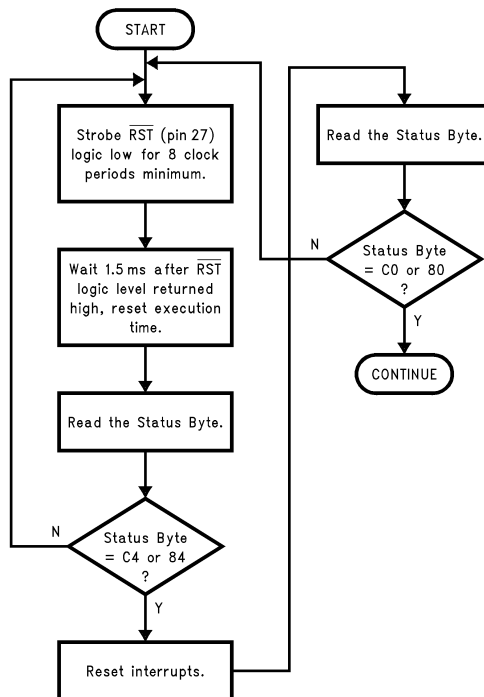 START
Strobe RST (pin 27)
logic low for 8 clock
periods minimum.
Wait 1.5 ms after RST
logic level returned
high, reset execution
time.
Read the Status Byte.
N
Status Byte
= C4 or 84
?
Y
Reset interrupts.
Read the Status Byte.
N
Status Byte
= C0 or 80
?
Y
CONTINUE